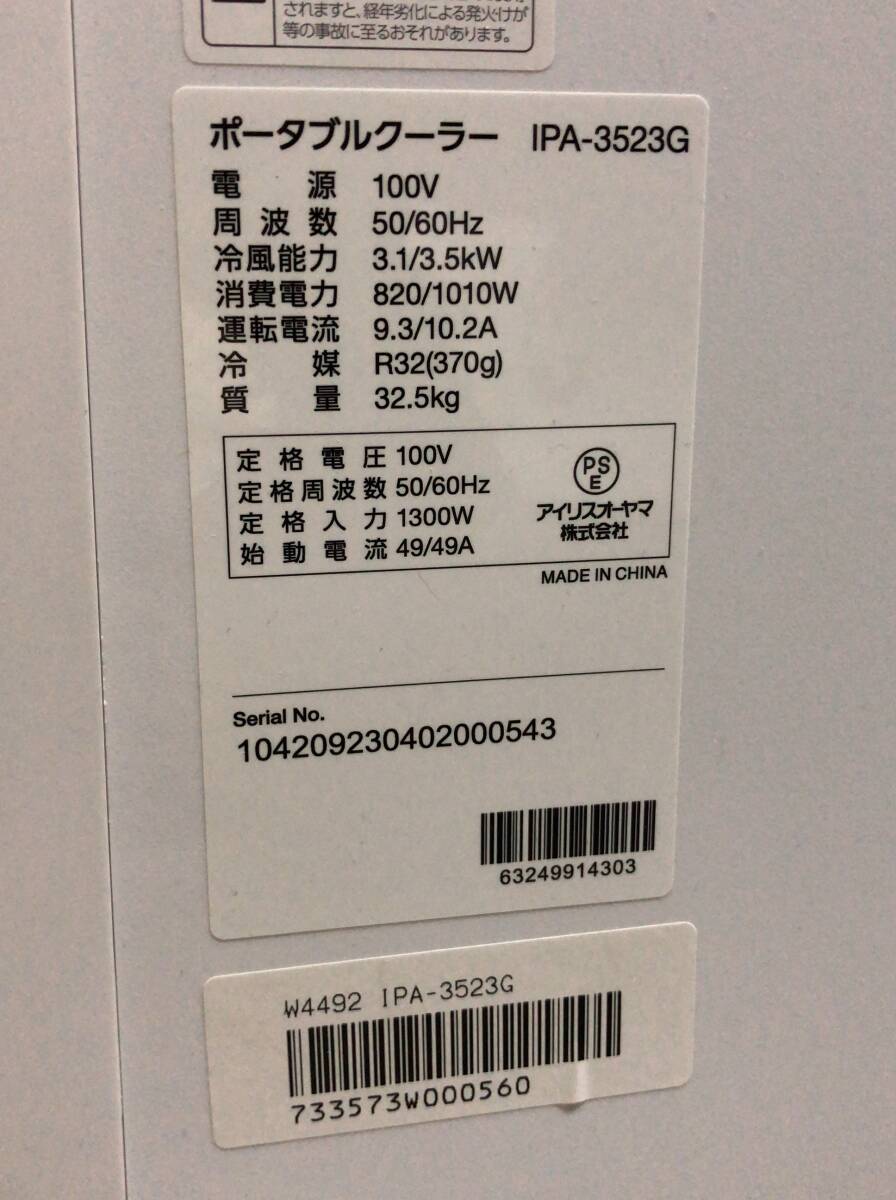 されますと、経年劣化による発火・けが
等の事故に至るおそれがあります。
ポータブルクーラー IPA-3523G
電源 100V
周波数 50/60Hz
冷風能力 3.1/3.5kW
消費電力 820/1010W
運転電流 9.3/10.2A
冷媒 R32(370g)
質量 32.5kg
定格電圧 100V
定格周波数 50/60Hz
定格入力 1300W
始動電流 49/49A
PS
E
アイリスオーヤマ
株式会社
MADE IN CHINA
Serial No.
104209230402000543
63249914303
W4492 IPA-3523G
733573W000560